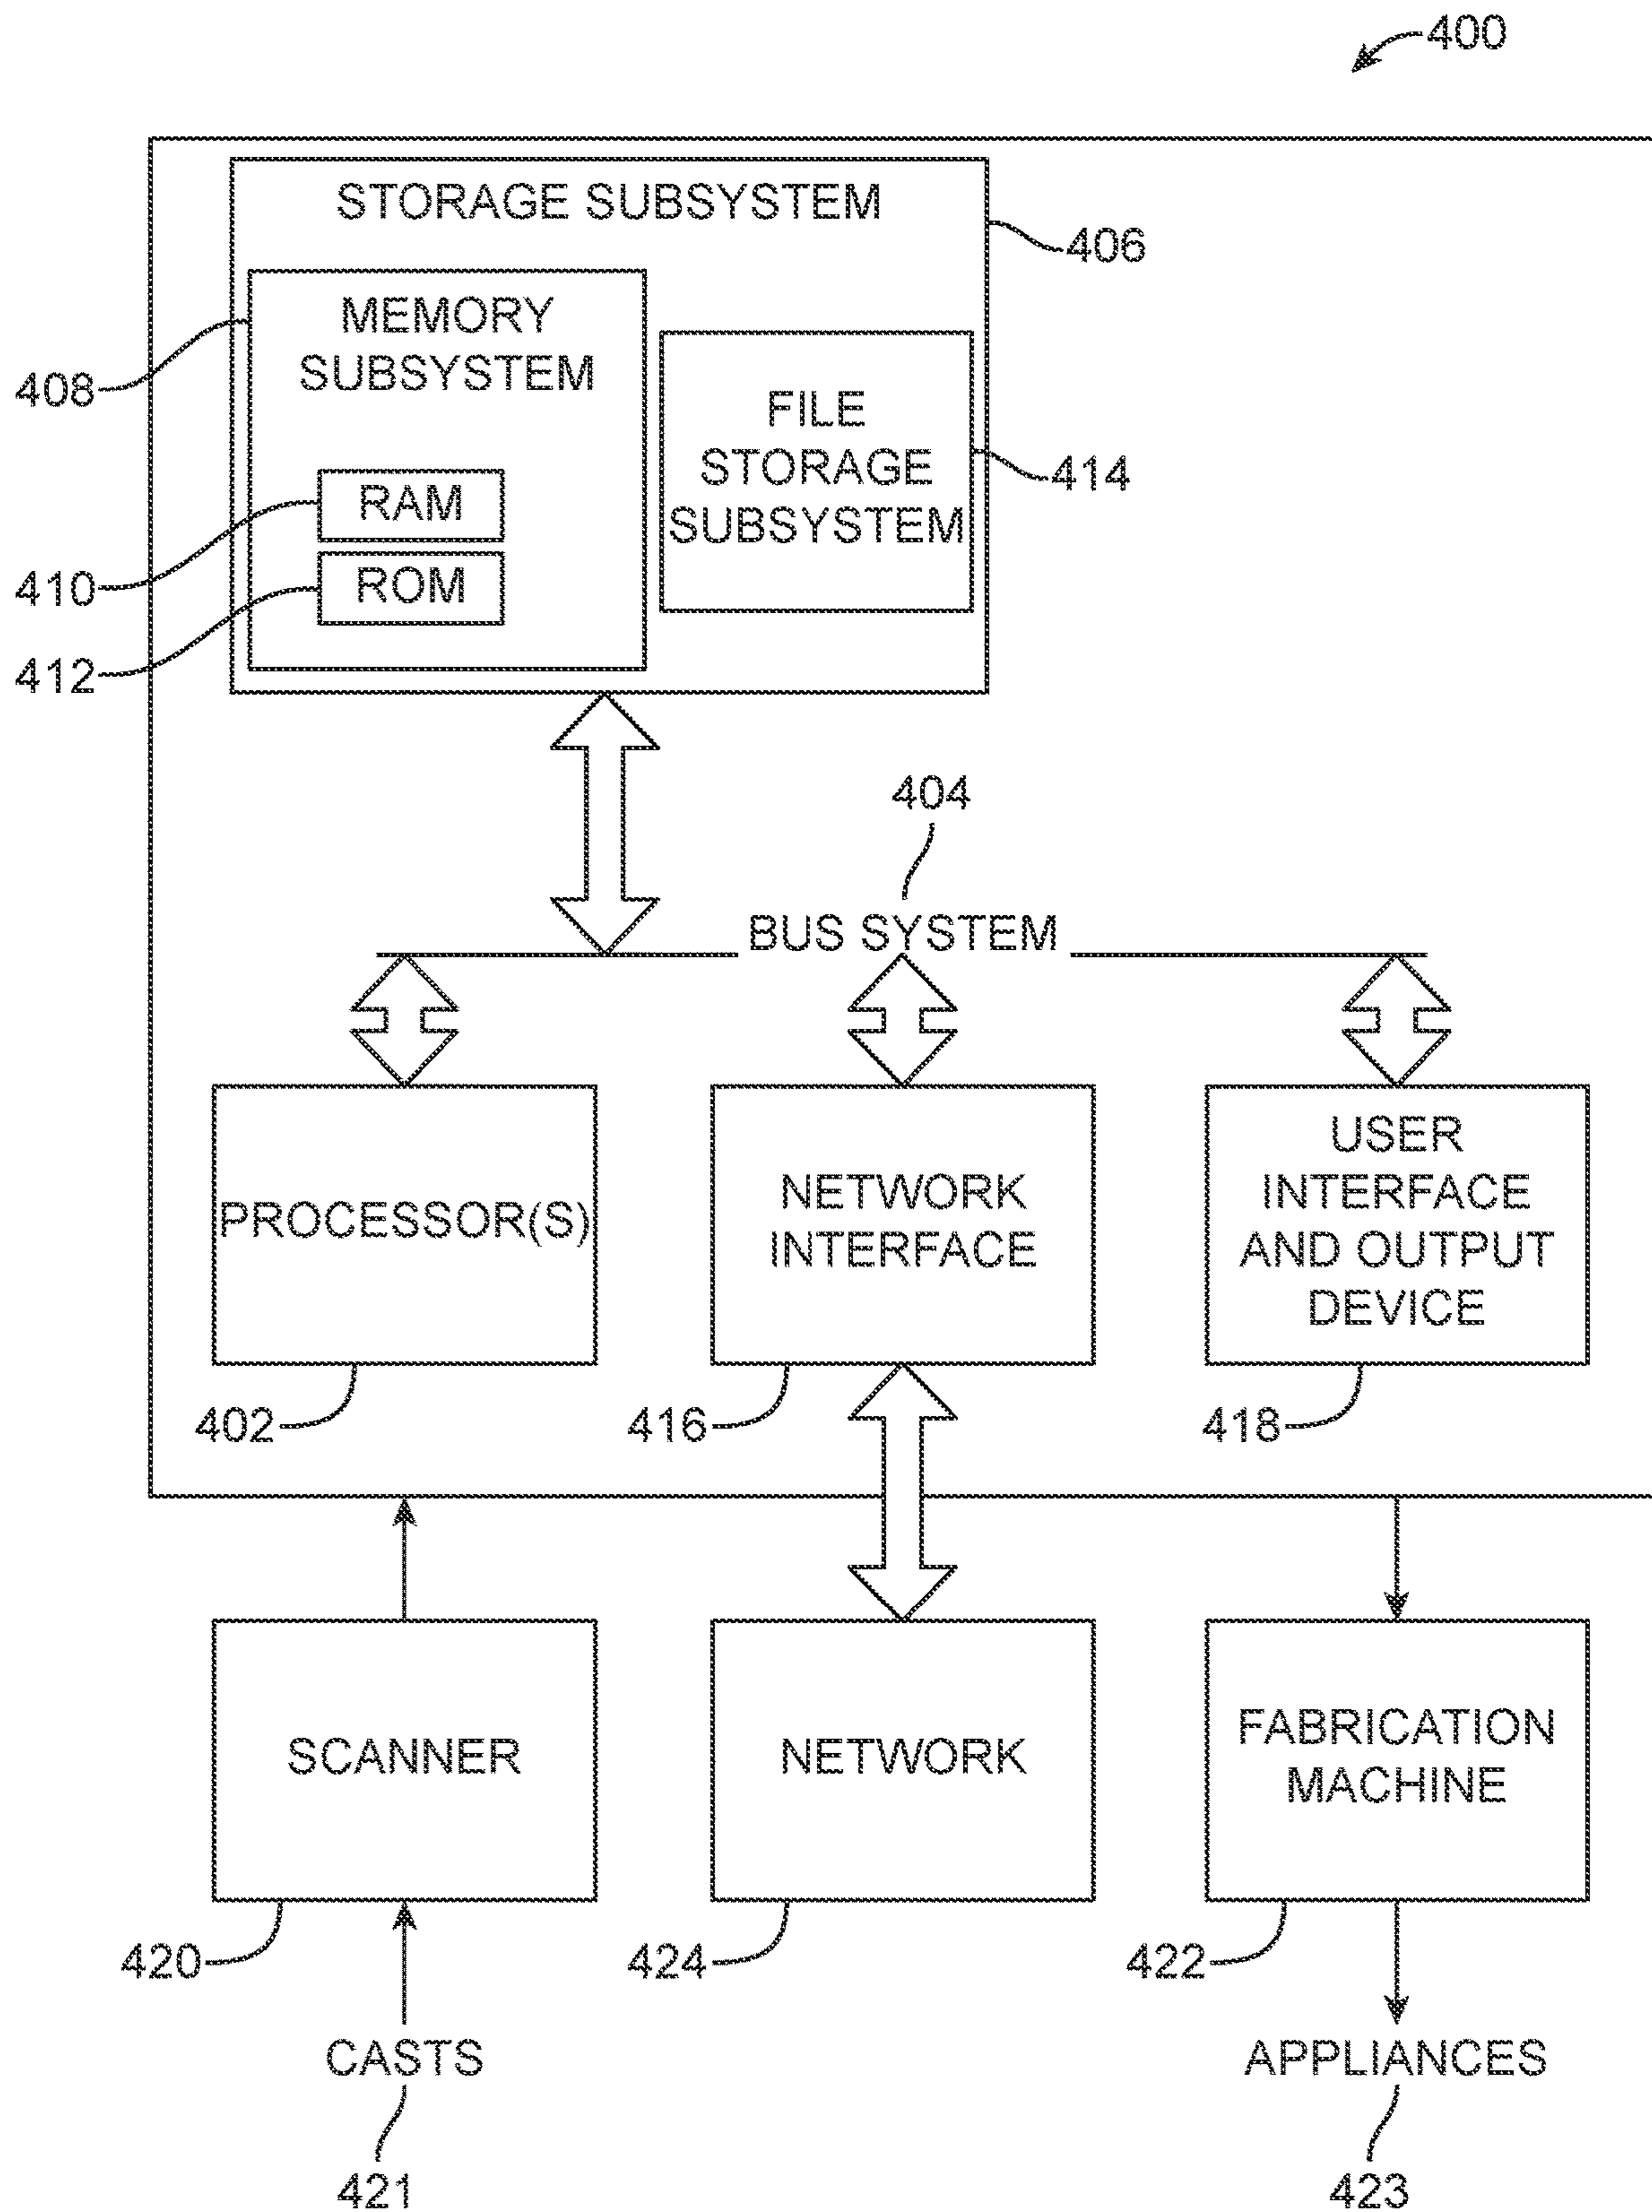 400
STORAGE SUBSYSTEM
406
MEMORY
SUBSYSTEM
408
FILE
STORAGE
SUBSYSTEM
414
RAM
410
ROM
412
404
BUS SYSTEM
PROCESSOR(S)
NETWORK
INTERFACE
USER
INTERFACE
AND OUTPUT
DEVICE
402
416
418
SCANNER
NETWORK
FABRICATION
MACHINE
420
424
422
CASTS
APPLIANCES
421
423